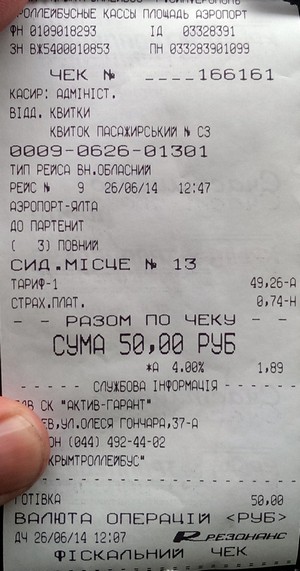 РОЛЛЕЙБУСНЫЕ КАССЫ ПЛОЩАДЬ АЭРОПОРТ
ФН 0109018293 ІД 03328391
ЗН ВЖ5400010853 ПН 033283901099
ЧЕК № ____166161
КАСИР: АДМІНІСТ.
ВІДД. КВИТКИ
КВИТОК ПАСАЖИРСЬКИЙ № СЗ
0009-0626-01301
ТИП РЕЙСА ВН.ОБЛАСНИЙ
РЕЙС № 9 26/06/14 12:47
АЭРОПОРТ-ЯЛТА
ДО ПАРТЕНИТ
( 3) ПОВНИЙ
СИД.МІСЦЕ № 13
ТАРИФ-1 49,26-А
СТРАХ.ПЛАТ. 0,74-Н
- - РАЗОМ ПО ЧЕКУ - -
СУМА 50,00 РУБ
*А 4.00% 1,89
------ СЛУЖБОВА ІНФОРМАЦІЯ ------
СК "АКТИВ-ГАРАНТ"
ЕВ,УЛ.ОЛЕСЯ ГОНЧАРА,37-А
ОН (044) 492-44-02
КРЫМТРОЛЛЕЙБУС"
ГОТІВКА 50,00
ВАЛЮТА ОПЕРАЦІЙ <РУБ>
ДЧ 26/06/14 12:07 РЕЗОНАНС
ФІСКАЛЬНИЙ ЧЕК